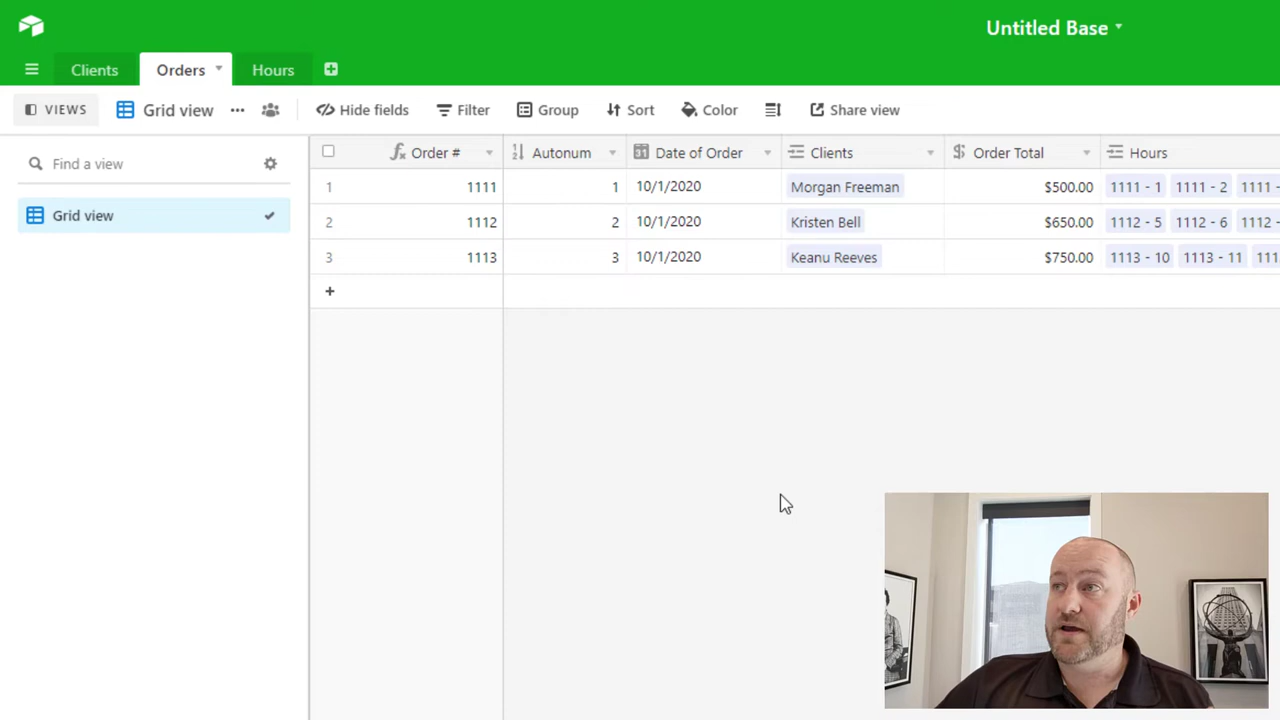 Untitled Base
Clients Orders Hours
VIEWS Grid view Hide fields Filter Group Sort Color Share view
Find a view
Grid view
Order # Autonum Date of Order Clients Order Total Hours
1 1111 1 10/1/2020 Morgan Freeman $500.00 1111 - 1 1111 - 2 1111 -
2 1112 2 10/1/2020 Kristen Bell $650.00 1112 - 5 1112 - 6 1112 -
3 1113 3 10/1/2020 Keanu Reeves $750.00 1113 - 10 1113 - 11 111
+